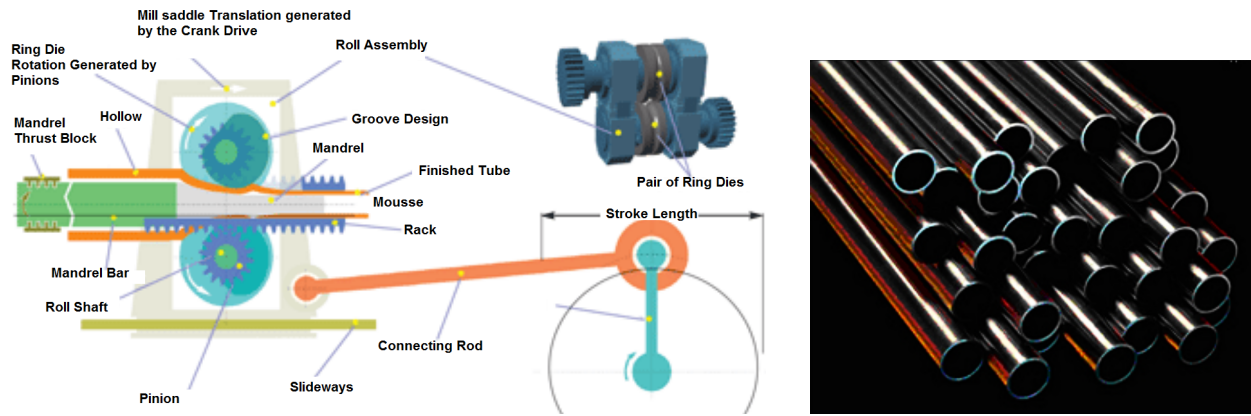 Mill saddle Translation generated
by the Crank Drive
Ring Die
Rotation Generated by
Pinions
Roll Assembly
Mandrel
Thrust Block
Hollow
Groove Design
Mandrel
Finished Tube
Pair of Ring Dies
Mousse
Stroke Length
Rack
Mandrel Bar
Roll Shaft
Connecting Rod
Slideways
Pinion